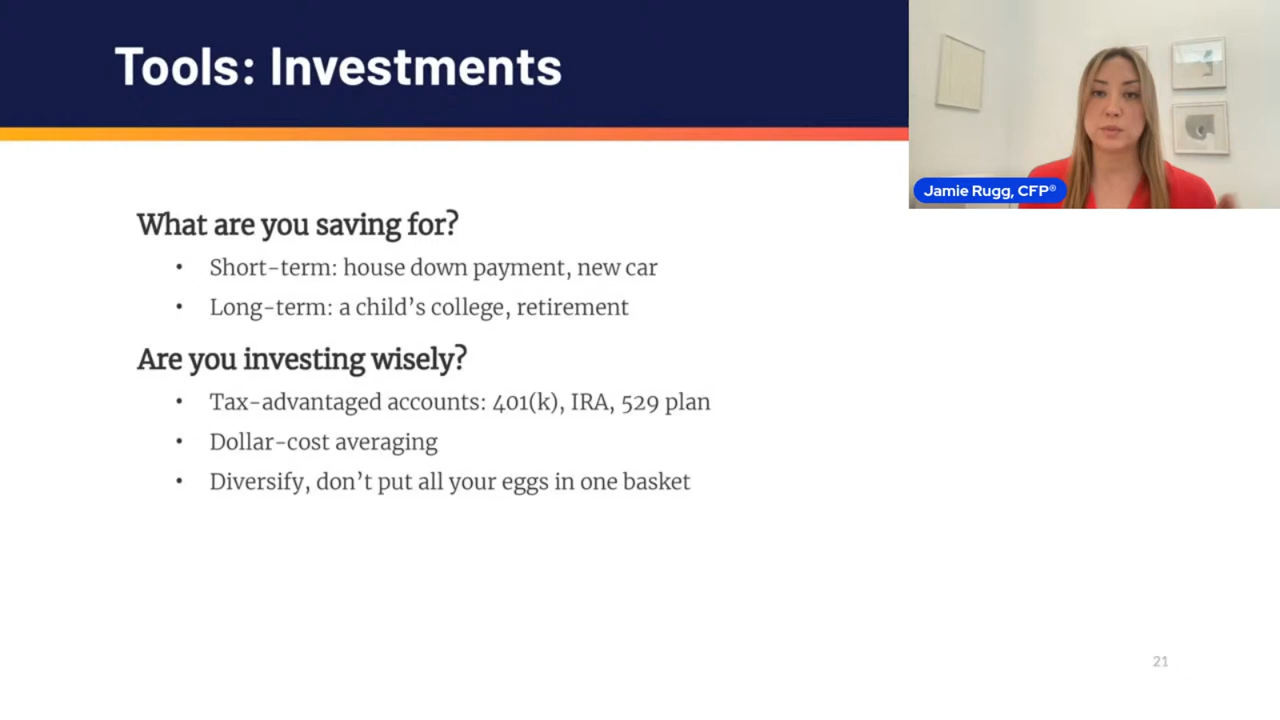 Tools: Investments
Jamie Rugg, CFP®
What are you saving for?
• Short-term: house down payment, new car
• Long-term: a child’s college, retirement
Are you investing wisely?
• Tax-advantaged accounts: 401(k), IRA, 529 plan
• Dollar-cost averaging
• Diversify, don’t put all your eggs in one basket
21